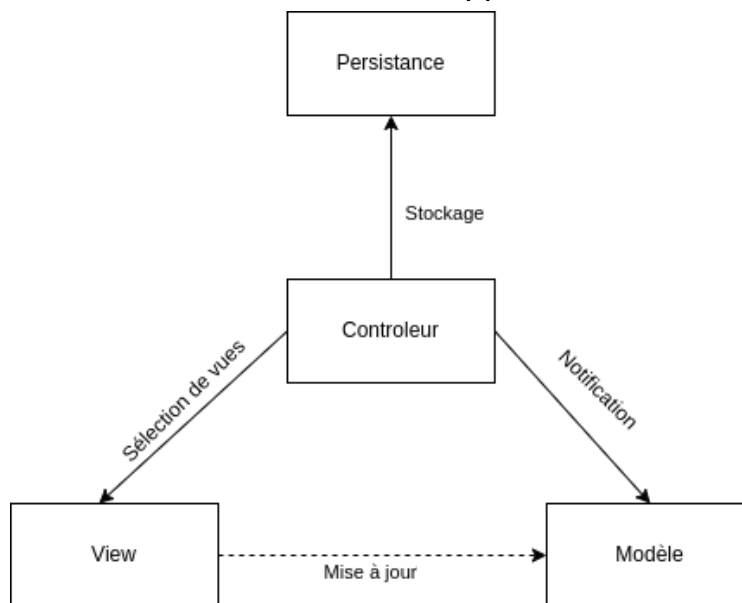 Persistance
Stockage
Controleur
Sélection de vues
Notification
View
Mise à jour
Modèle